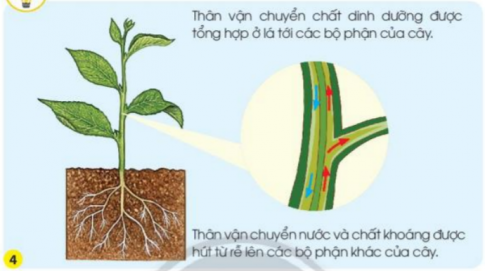 Thân vận chuyển chất dinh dưỡng được
tổng hợp ở lá tới các bộ phận của cây.
Thân vận chuyển nước và chất khoáng được
hút từ rễ lên các bộ phận khác của cây.
4